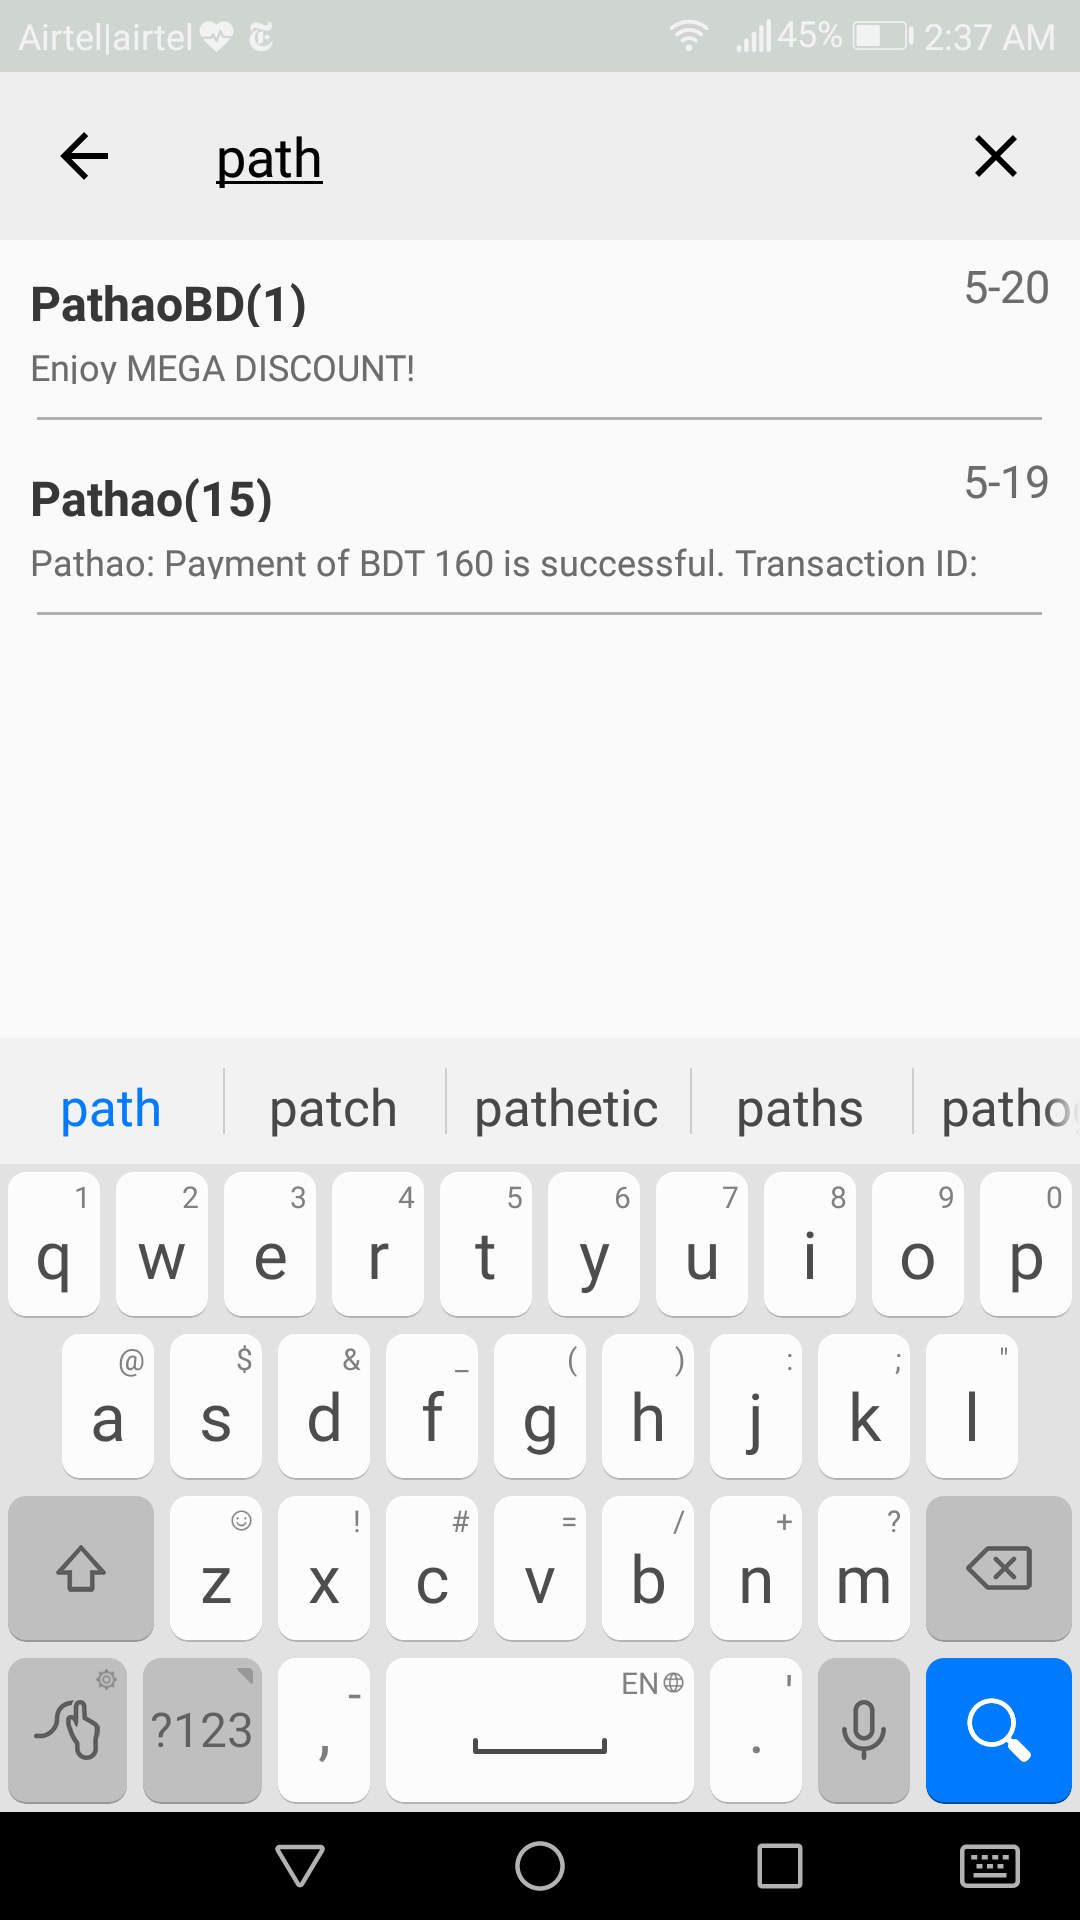 Airtel|airtel 45% 2:37 AM
path
PathaoBD(1) 5-20
Enjoy MEGA DISCOUNT!
Pathao(15) 5-19
Pathao: Payment of BDT 160 is successful. Transaction ID:
path patch pathetic paths patho
1 2 3 4 5 6 7 8 9 0
q w e r t y u i o p
@ $ & _ ( ) : ; "
a s d f g h j k l
! # = / + ?
z x c v b n m
- EN '
?123 , .